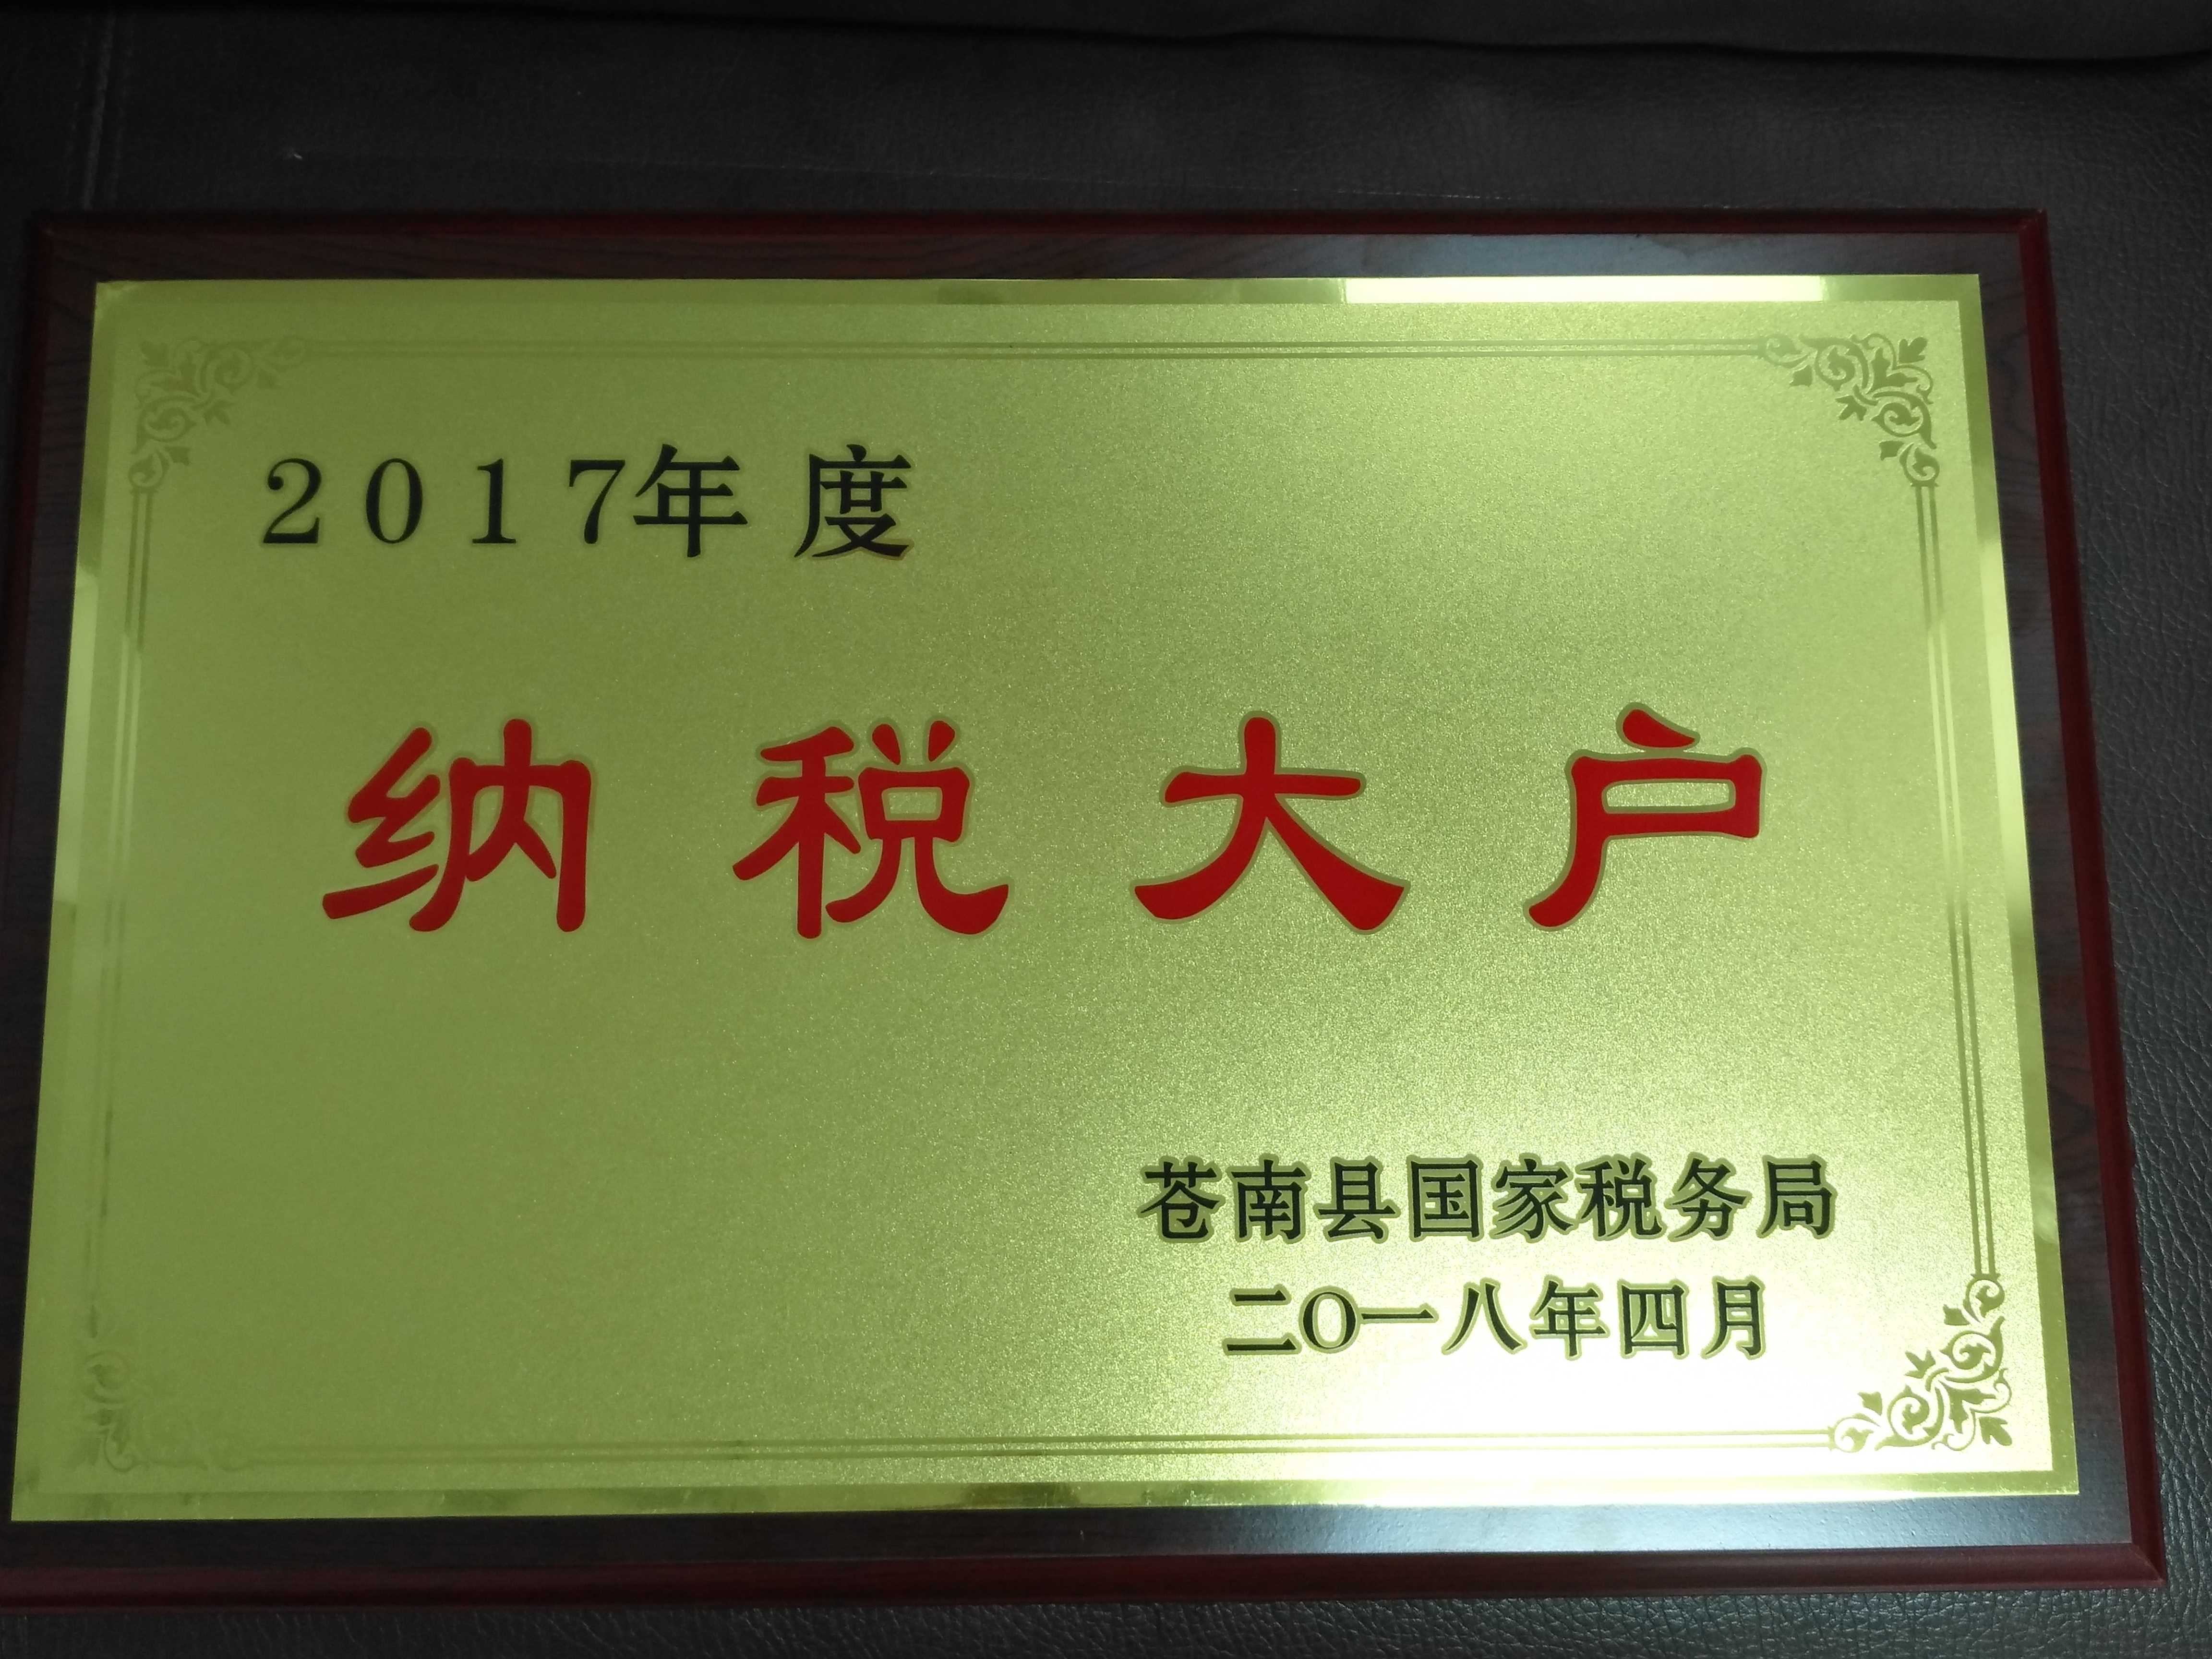 2017年度
纳税大户
苍南县国家税务局
二〇一八年四月